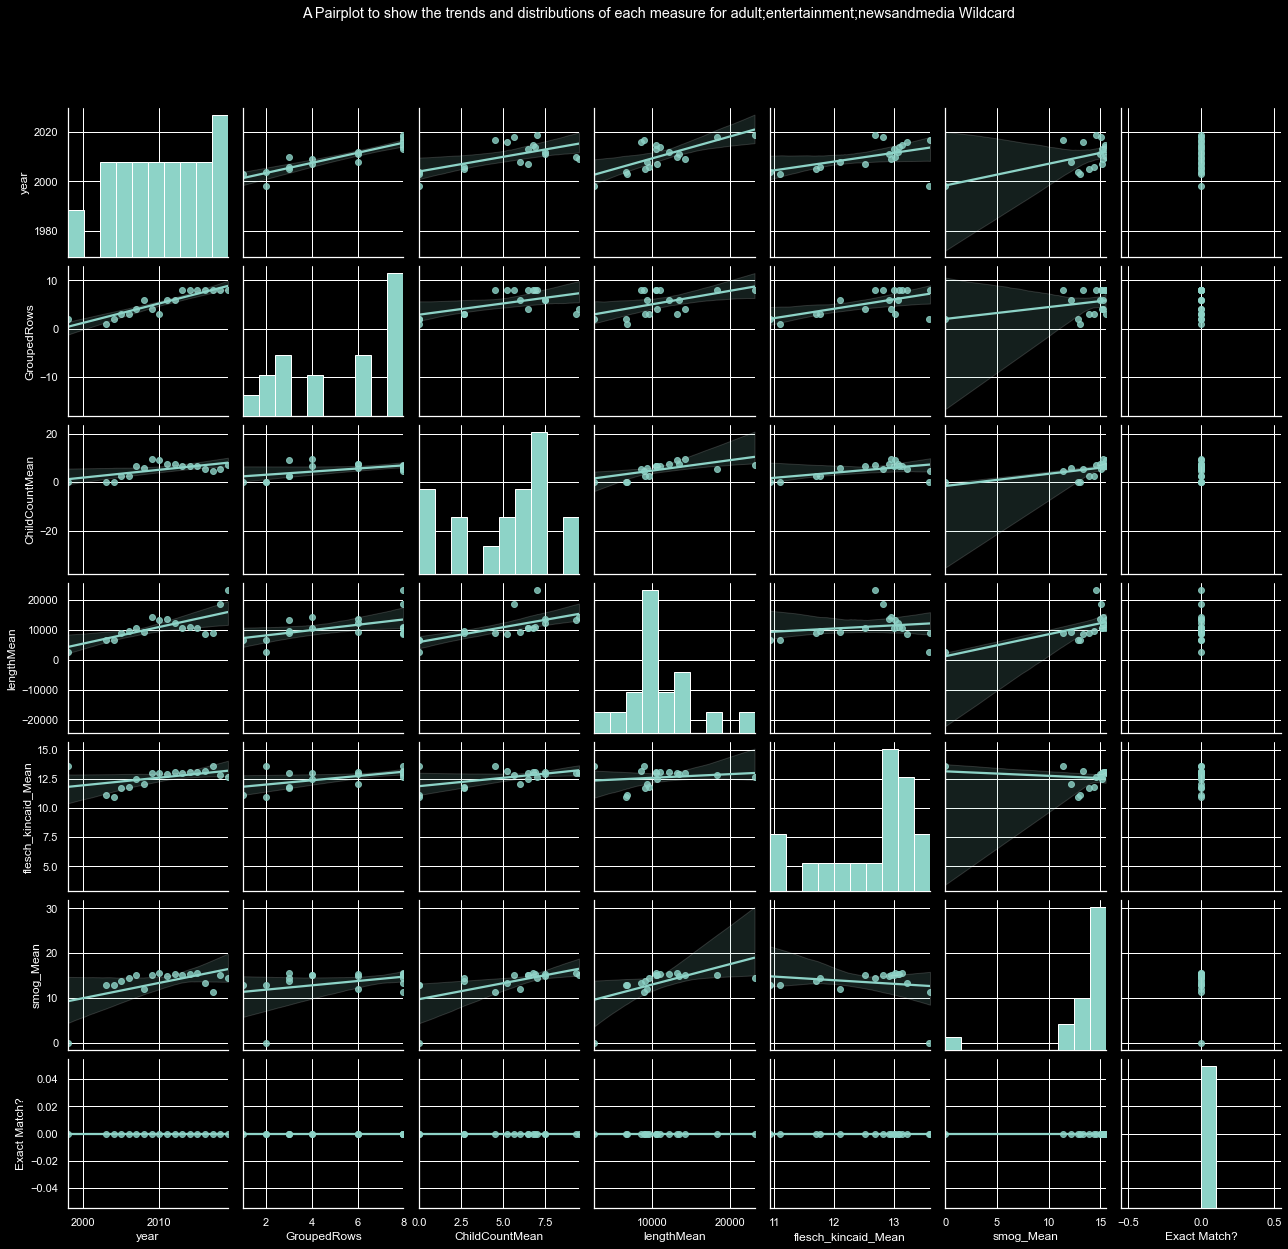 A Pairplot to show the trends and distributions of each measure for adult;entertainment;newsandmedia Wildcard
2020
2000
1980
year
10
0
−10
GroupedRows
20
0
−20
ChildCountMean
20000
10000
0
−10000
−20000
lengthMean
15.0
12.5
10.0
7.5
5.0
flesch_kincaid_Mean
30
20
10
0
smog_Mean
0.04
0.02
0.00
−0.02
−0.04
Exact Match?
2000 2010
2 4 6 8
0.0 2.5 5.0 7.5
10000 20000
11 12 13
0 5 10 15
−0.5 0.0 0.5
year GroupedRows ChildCountMean lengthMean flesch_kincaid_Mean smog_Mean Exact Match?